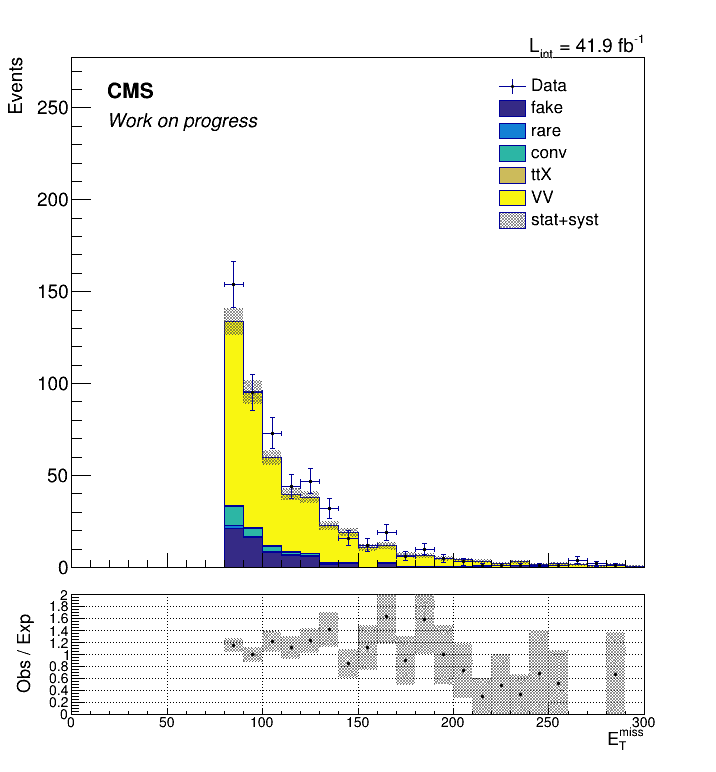 L_int = 41.9 fb^-1
Events
CMS
Work on progress
Data
fake
rare
conv
ttX
VV
stat+syst
250
200
150
100
50
0
Obs / Exp
2
1.8
1.6
1.4
1.2
1
0.8
0.6
0.4
0.2
0
0 50 100 150 200 250 300
E_T^miss